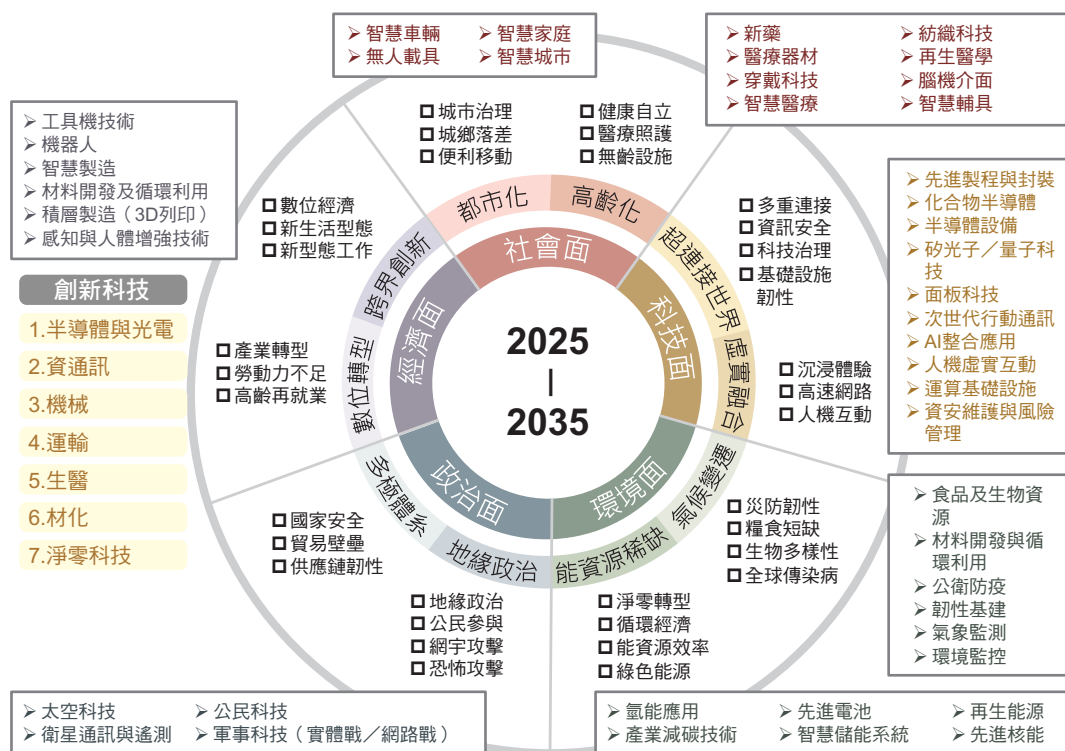 ➢ 智慧車輛
➢ 無人載具
➢ 智慧家庭
➢ 智慧城市
➢ 新藥
➢ 醫療器材
➢ 穿戴科技
➢ 智慧醫療
➢ 紡織科技
➢ 再生醫學
➢ 腦機介面
➢ 智慧輔具
➢ 工具機技術
➢ 機器人
➢ 智慧製造
➢ 材料開發及循環利用
➢ 積層製造（3D列印）
➢ 感知與人體增強技術
城市治理
城鄉落差
便利移動
健康自立
醫療照護
無齡設施
數位經濟
新生活型態
新型態工作
多重連接
資訊安全
科技治理
基礎設施
韌性
➢ 先進製程與封裝
➢ 化合物半導體
➢ 半導體設備
➢ 矽光子／量子科
技
➢ 面板科技
➢ 次世代行動通訊
➢ AI整合應用
➢ 人機虛實互動
➢ 運算基礎設施
➢ 資安維護與風險
管理
都市化
高齡化
跨界創新
超連接世界
社會面
經濟面
科技面
數位轉型
虛實融合
2025
|
2035
政治面
環境面
多極體系
地緣政治
能資源稀缺
氣候變遷
創新科技
1.半導體與光電
2.資通訊
3.機械
4.運輸
5.生醫
6.材化
7.淨零科技
產業轉型
勞動力不足
高齡再就業
沉浸體驗
高速網路
人機互動
國家安全
貿易壁壘
供應鏈韌性
災防韌性
糧食短缺
生物多樣性
全球傳染病
地緣政治
公民參與
網宇攻擊
恐怖攻擊
淨零轉型
循環經濟
能資源效率
綠色能源
➢ 食品及生物資
源
➢ 材料開發與循
環利用
➢ 公衛防疫
➢ 韌性基建
➢ 氣象監測
➢ 環境監控
➢ 太空科技
➢ 衛星通訊與遙測
➢ 公民科技
➢ 軍事科技（實體戰／網路戰）
➢ 氫能應用
➢ 產業減碳技術
➢ 先進電池
➢ 智慧儲能系統
➢ 再生能源
➢ 先進核能